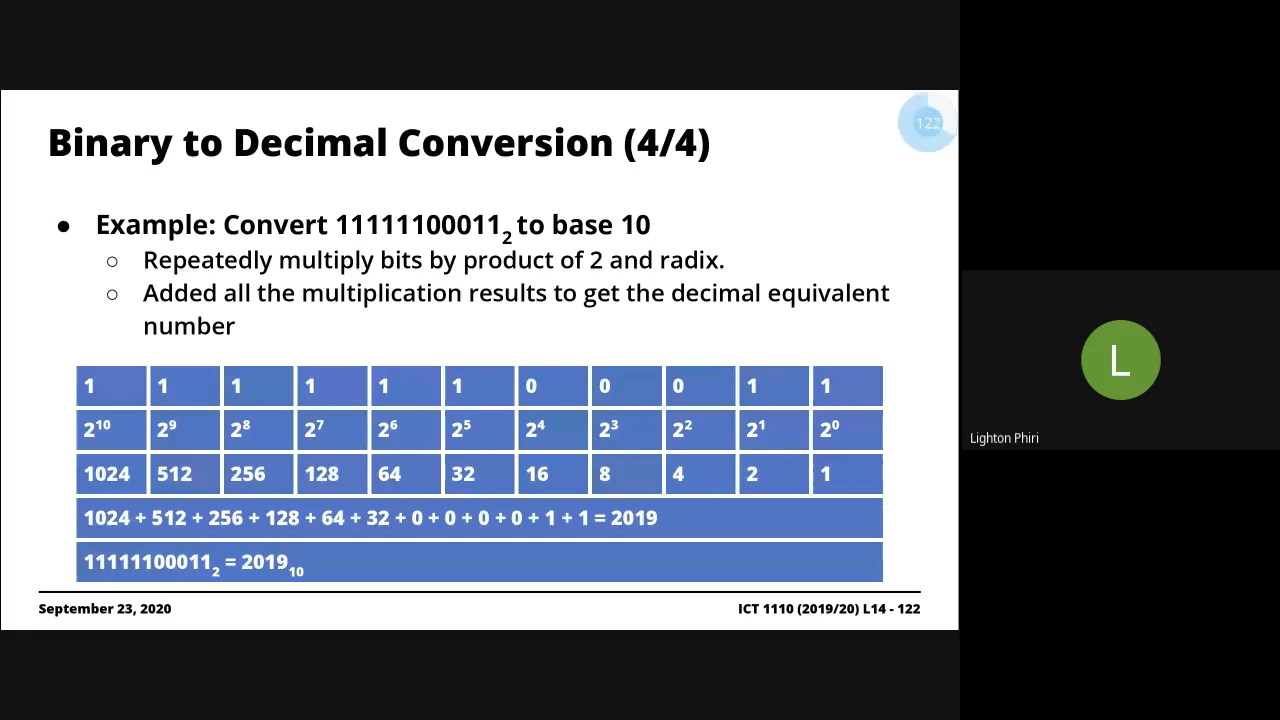 122
Binary to Decimal Conversion (4/4)
● Example: Convert 11111100011₂ to base 10
○ Repeatedly multiply bits by product of 2 and radix.
○ Added all the multiplication results to get the decimal equivalent
number
1 1 1 1 1 1 0 0 0 1 1
2¹⁰ 2⁹ 2⁸ 2⁷ 2⁶ 2⁵ 2⁴ 2³ 2² 2¹ 2⁰
1024 512 256 128 64 32 16 8 4 2 1
1024 + 512 + 256 + 128 + 64 + 32 + 0 + 0 + 0 + 0 + 1 + 1 = 2019
11111100011₂ = 2019₁₀
September 23, 2020 ICT 1110 (2019/20) L14 - 122
L
Lighton Phiri